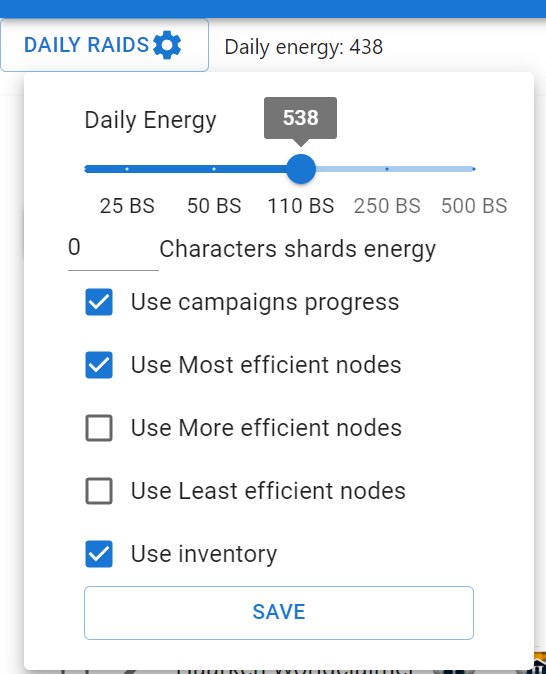 DAILY RAIDS Daily energy: 438
Daily Energy 538
25 BS 50 BS 110 BS 250 BS 500 BS
0 Characters shards energy
Use campaigns progress
Use Most efficient nodes
Use More efficient nodes
Use Least efficient nodes
Use inventory
SAVE